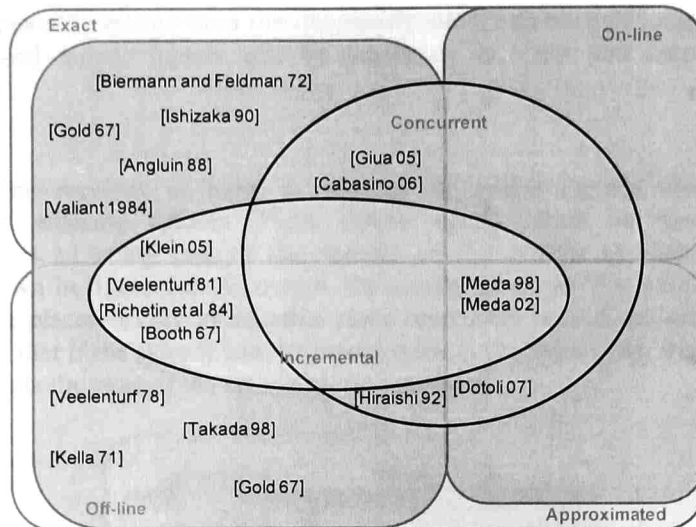 Exact
On-line
[Biermann and Feldman 72]
[Ishizaka 90]
[Gold 67]
Concurrent
[Angluin 88]
[Giua 05]
[Cabasino 06]
[Valiant 1984]
[Klein 05]
[Veelenturf 81]
[Meda 98]
[Richetin et al 84]
[Meda 02]
[Booth 67]
Incremental
[Dotoli 07]
[Veelenturf 78]
[Hiraishi 92]
[Takada 98]
[Kella 71]
[Gold 67]
Off-line
Approximated